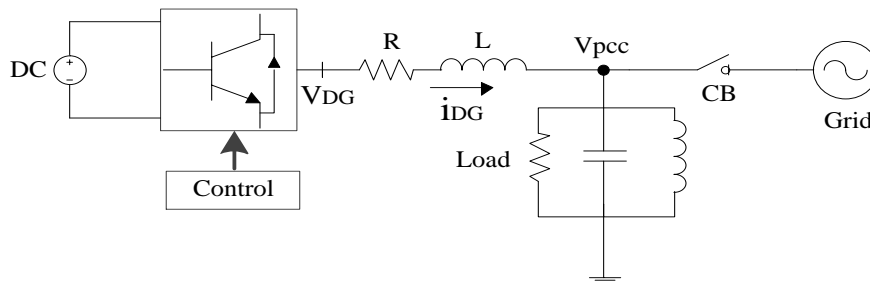 R
L
Vpcc
DC
+
−
VDG
iDG
CB
Grid
Load
Control